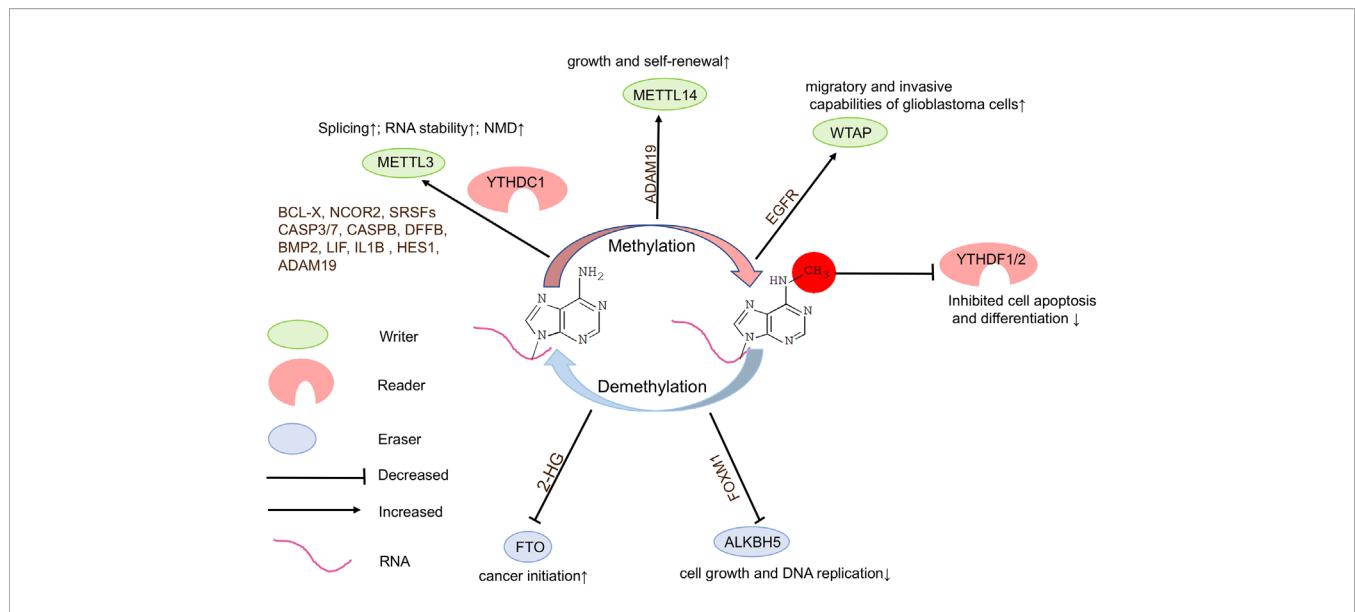 growth and self-renewal↑
METTL14
migratory and invasive
capabilities of glioblastoma cells↑
WTAP
Splicing↑; RNA stability↑; NMD↑
METTL3
YTHDC1
ADAM19
EGFR
BCL-X, NCOR2, SRSFs
CASP3/7, CASPB, DFFB,
BMP2, LIF, IL1B , HES1,
ADAM19
Methylation
YTHDF1/2
Inhibited cell apoptosis
and differentiation ↓
NH2
N
N
N
N
HN
CH3
N
N
N
N
Demethylation
Writer
Reader
Eraser
Decreased
Increased
RNA
2-HG
FOXM1
FTO
cancer initiation↑
ALKBH5
cell growth and DNA replication↓